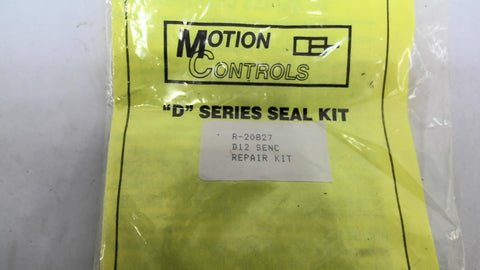 MOTION
CONTROLS
"D" SERIES SEAL KIT
R-20827
D12 SENC
REPAIR KIT